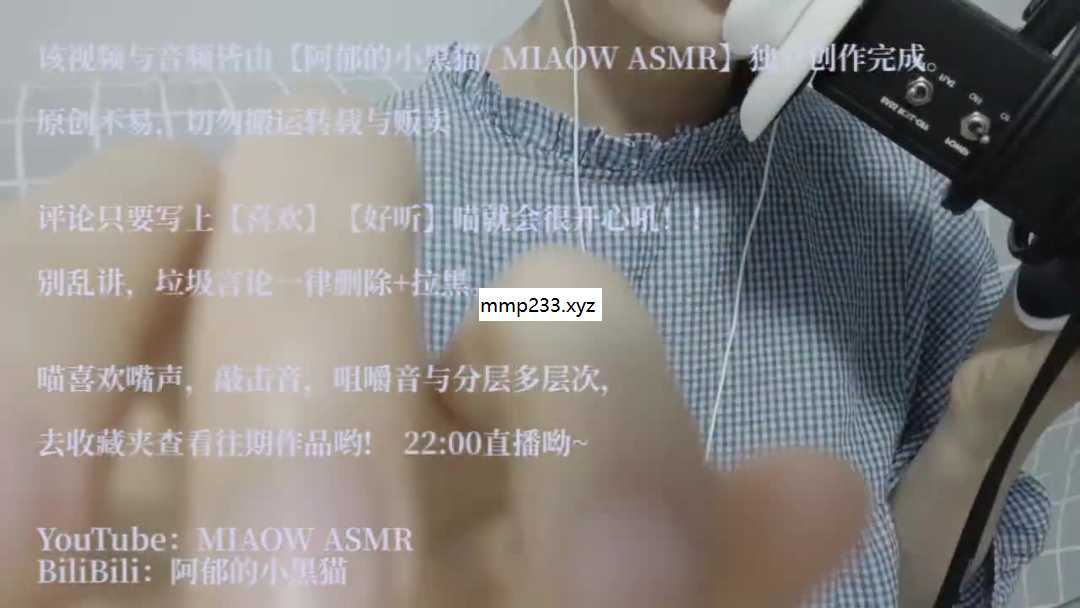 该视频与音频皆由【阿郁的小黑猫/ MIAOW ASMR】独立创作完成。
原创不易，切勿搬运转载与贩卖
评论只要写上【喜欢】【好听】喵就会很开心吼！！
别乱讲，垃圾言论一律删除+拉黑
mmp233.xyz
喵喜欢嘴声，敲击音，咀嚼音与分层多层次，
去收藏夹查看往期作品哟! 22:00直播呦~
YouTube：MIAOW ASMR
BiliBili：阿郁的小黑猫